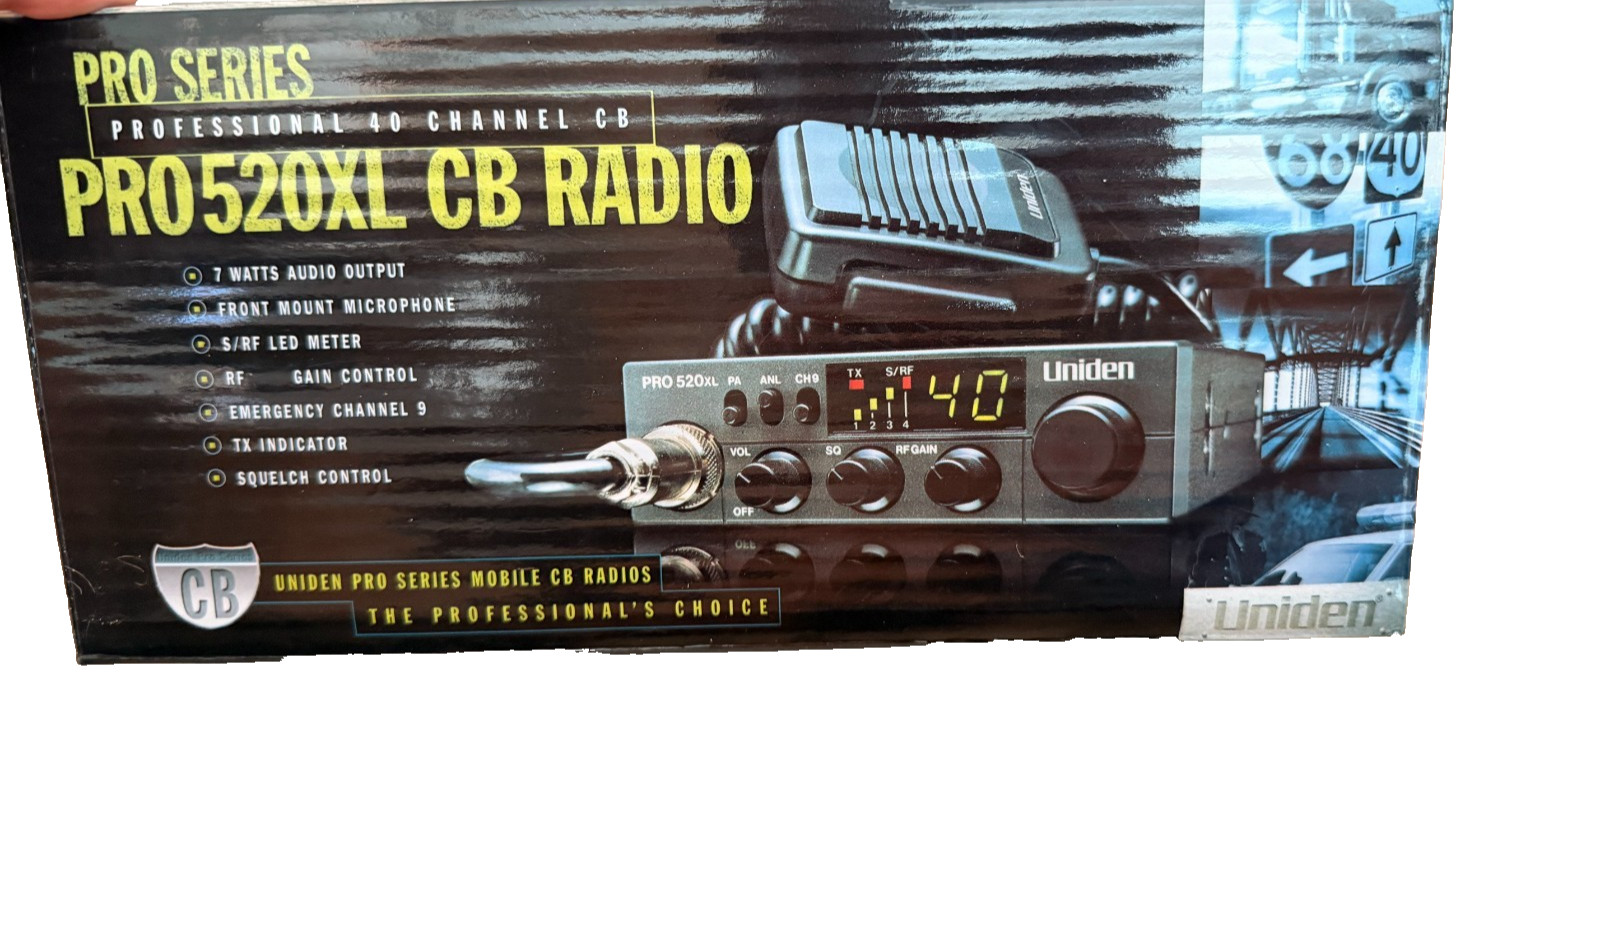 PRO SERIES
PROFESSIONAL 40 CHANNEL CB
PRO520XL CB RADIO
7 WATTS AUDIO OUTPUT
FRONT MOUNT MICROPHONE
S/RF LED METER
RF GAIN CONTROL
EMERGENCY CHANNEL 9
TX INDICATOR
SQUELCH CONTROL
CB
UNIDEN PRO SERIES MOBILE CB RADIOS
THE PROFESSIONAL'S CHOICE
Uniden
PRO 520XL PA ANL CH9
TX S/RF
40
1 2 3 4
Uniden
VOL SQ RF GAIN
OFF
68 40
Uniden®